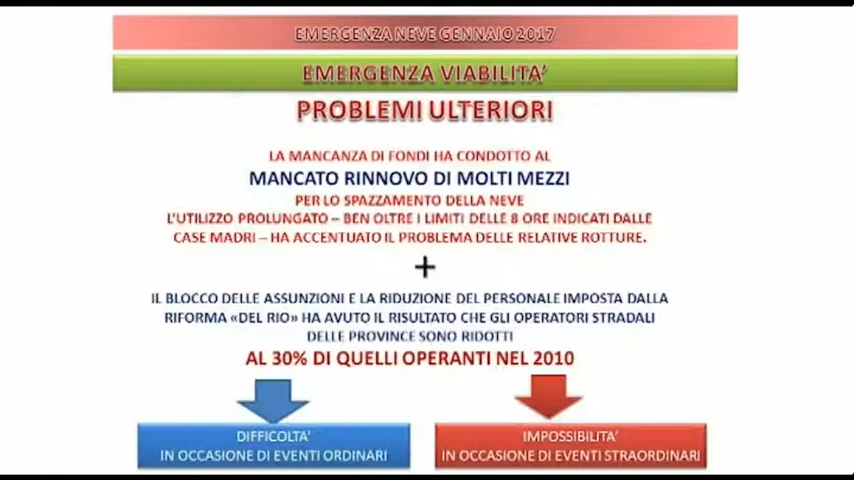 EMERGENZA NEVE GENNAIO 2017
EMERGENZA VIABILITA'
PROBLEMI ULTERIORI
LA MANCANZA DI FONDI HA CONDOTTO AL
MANCATO RINNOVO DI MOLTI MEZZI
PER LO SPAZZAMENTO DELLA NEVE
L'UTILIZZO PROLUNGATO – BEN OLTRE I LIMITI DELLE 8 ORE INDICATI DALLE
CASE MADRI – HA ACCENTUATO IL PROBLEMA DELLE RELATIVE ROTTURE.
+
IL BLOCCO DELLE ASSUNZIONI E LA RIDUZIONE DEL PERSONALE IMPOSTA DALLA
RIFORMA «DEL RIO» HA AVUTO IL RISULTATO CHE GLI OPERATORI STRADALI
DELLE PROVINCE SONO RIDOTTI
AL 30% DI QUELLI OPERANTI NEL 2010
DIFFICOLTA'
IN OCCASIONE DI EVENTI ORDINARI
IMPOSSIBILITA'
IN OCCASIONE DI EVENTI STRAORDINARI